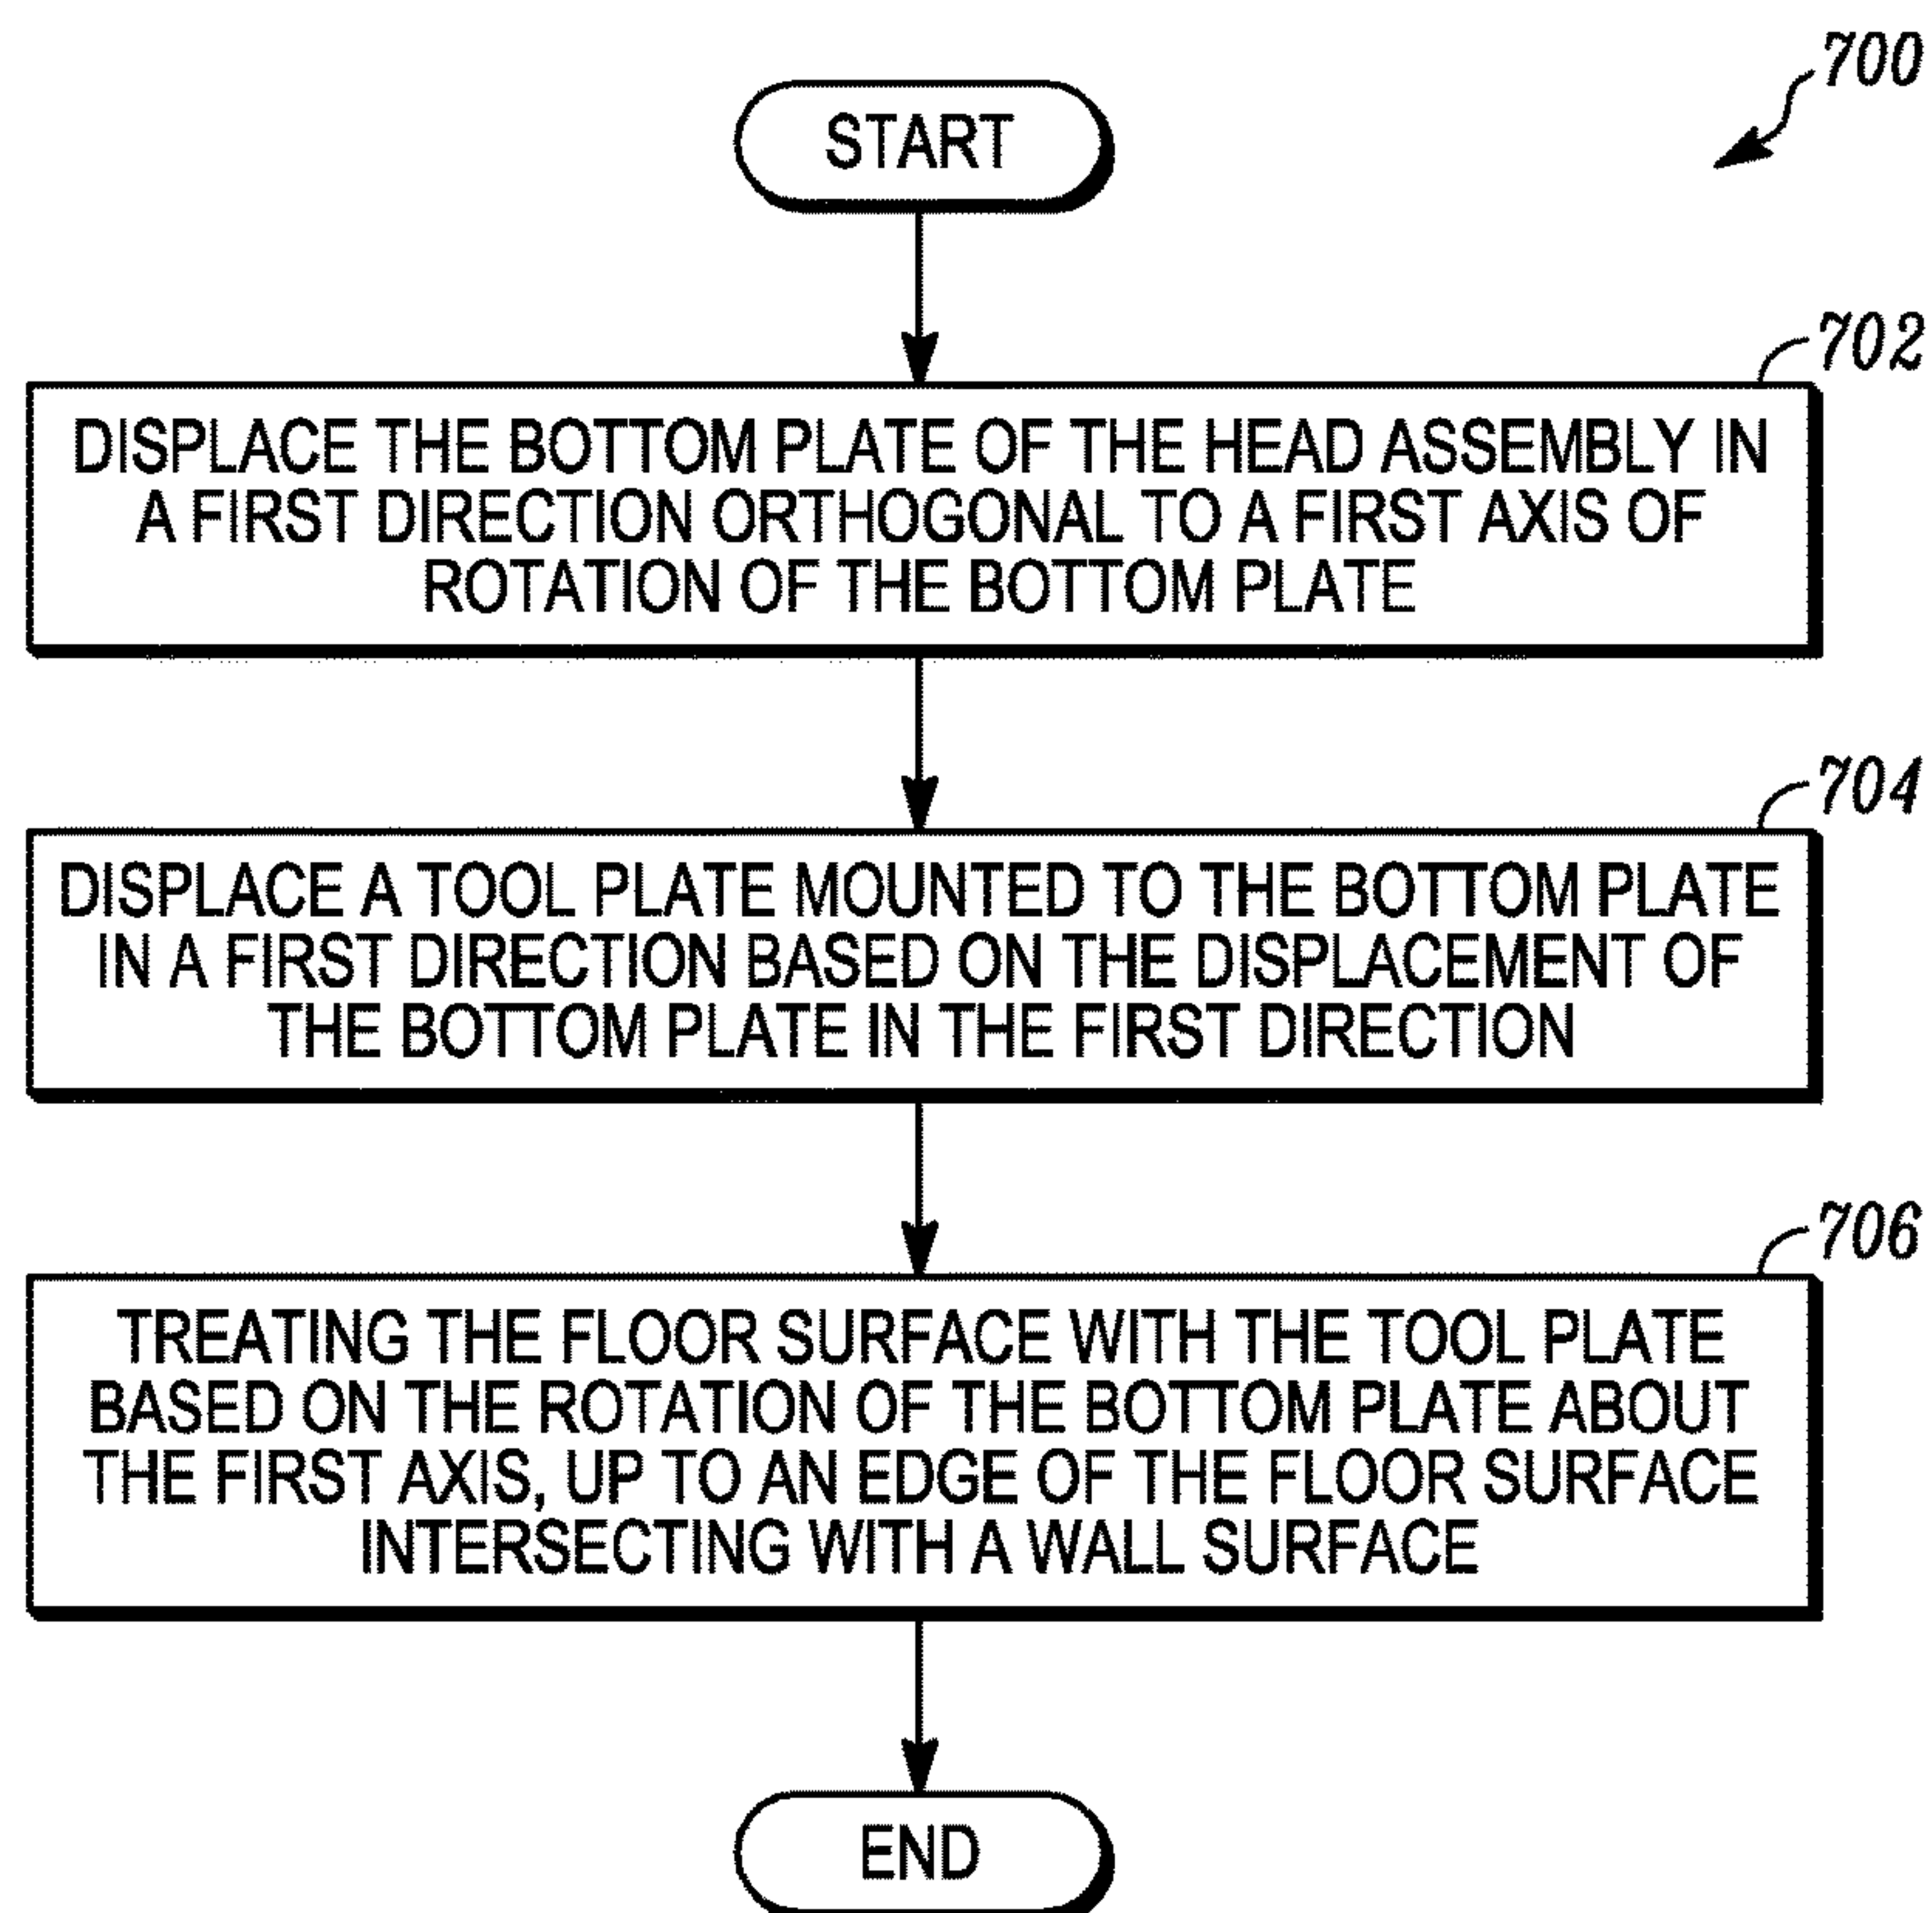 700
START
702
DISPLACE THE BOTTOM PLATE OF THE HEAD ASSEMBLY IN
A FIRST DIRECTION ORTHOGONAL TO A FIRST AXIS OF
ROTATION OF THE BOTTOM PLATE
704
DISPLACE A TOOL PLATE MOUNTED TO THE BOTTOM PLATE
IN A FIRST DIRECTION BASED ON THE DISPLACEMENT OF
THE BOTTOM PLATE IN THE FIRST DIRECTION
706
TREATING THE FLOOR SURFACE WITH THE TOOL PLATE
BASED ON THE ROTATION OF THE BOTTOM PLATE ABOUT
THE FIRST AXIS, UP TO AN EDGE OF THE FLOOR SURFACE
INTERSECTING WITH A WALL SURFACE
END